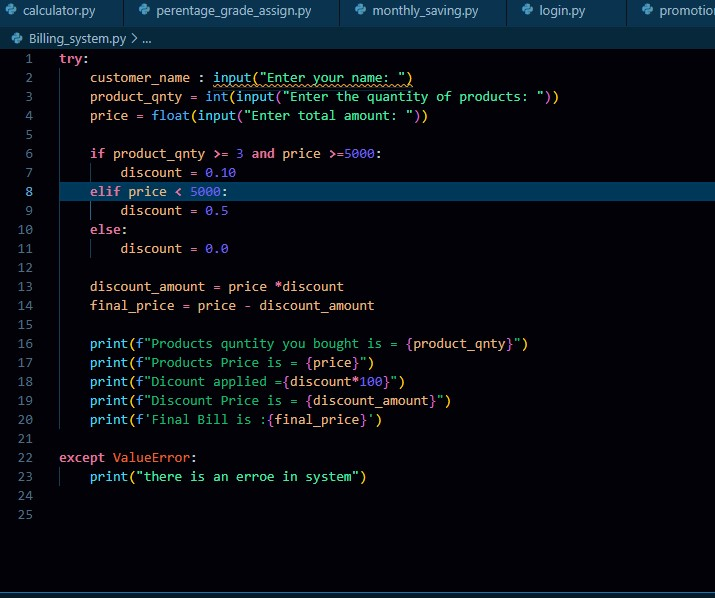 calculator.py perentage_grade_assign.py monthly_saving.py login.py promotio
Billing_system.py > ...
1 try:
2     customer_name : input("Enter your name: ")
3     product_qnty = int(input("Enter the quantity of products: "))
4     price = float(input("Enter total amount: "))
5
6     if product_qnty >= 3 and price >=5000:
7         discount = 0.10
8     elif price < 5000:
9         discount = 0.5
10     else:
11         discount = 0.0
12
13     discount_amount = price *discount
14     final_price = price - discount_amount
15
16     print(f"Products quntity you bought is = {product_qnty}")
17     print(f"Products Price is = {price}")
18     print(f"Dicount applied ={discount*100}")
19     print(f"Discount Price is = {discount_amount}")
20     print(f'Final Bill is :{final_price}')
21
22 except ValueError:
23     print("there is an erroe in system")
24
25